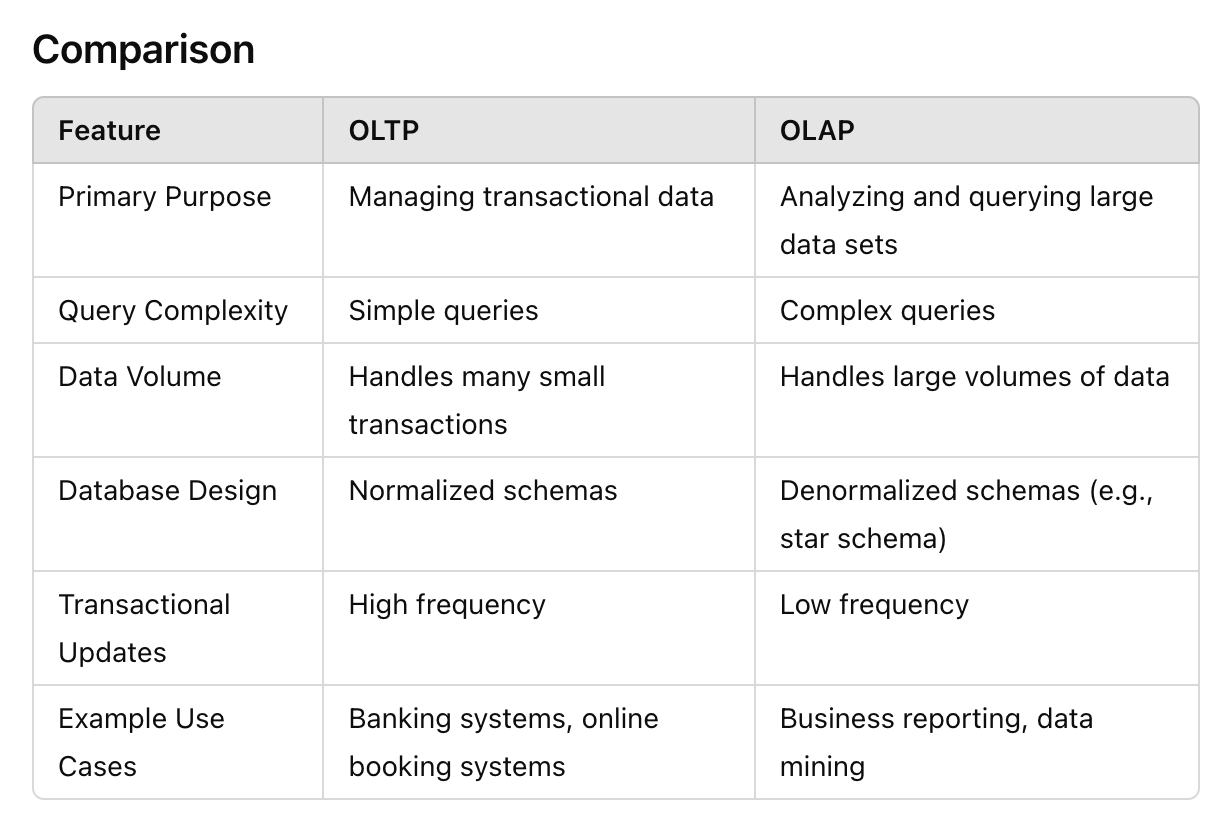 Comparison
Feature OLTP OLAP
Primary Purpose Managing transactional data Analyzing and querying large
data sets
Query Complexity Simple queries Complex queries
Data Volume Handles many small Handles large volumes of data
transactions
Database Design Normalized schemas Denormalized schemas (e.g.,
star schema)
Transactional High frequency Low frequency
Updates
Example Use Banking systems, online Business reporting, data
Cases booking systems mining